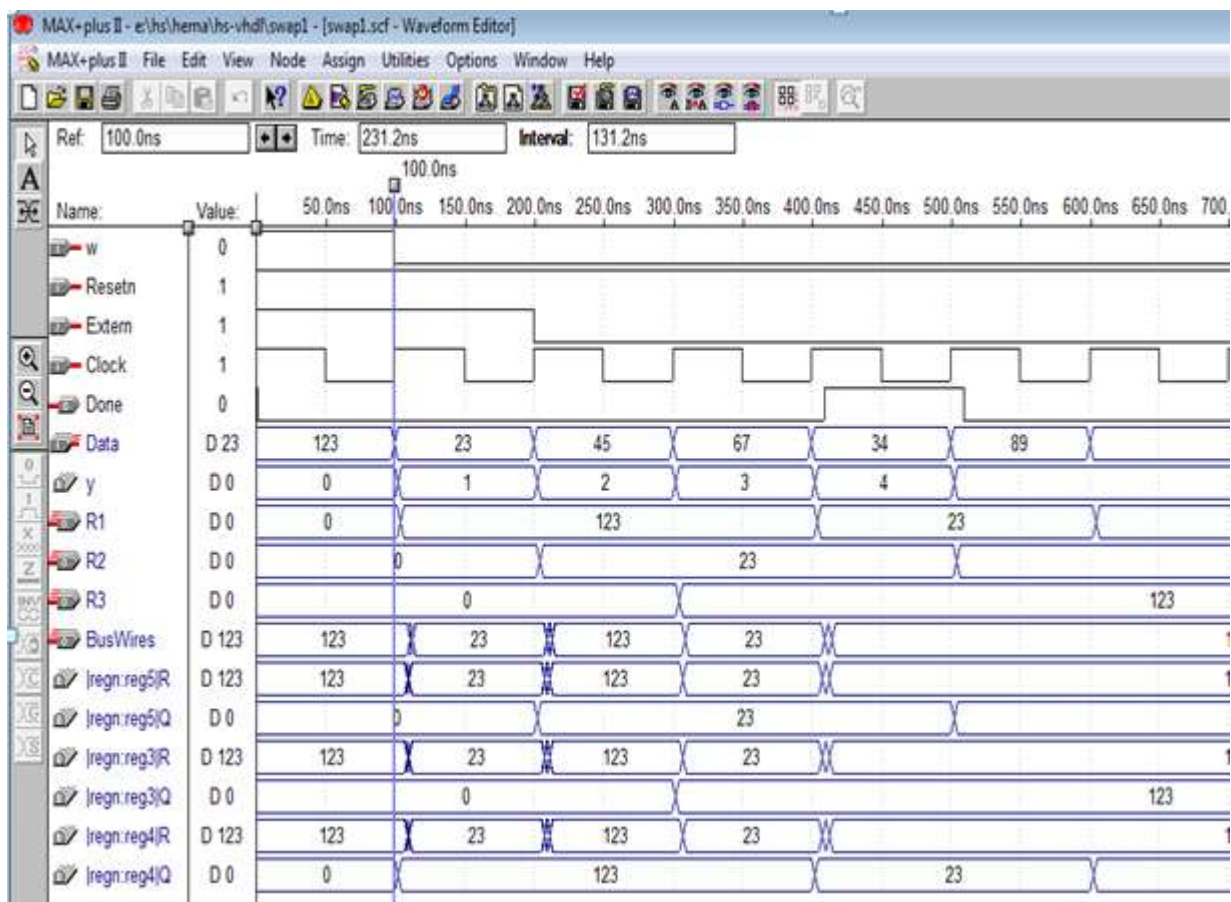 MAX+plus II - e:\hs\hema\hs-vhdl\swap1 - [swap1.scf - Waveform Editor]
MAX+plus II File Edit View Node Assign Utilities Options Window Help
Ref: 100.0ns Time: 231.2ns Interval: 131.2ns
100.0ns
Name: Value: 50.0ns 100.0ns 150.0ns 200.0ns 250.0ns 300.0ns 350.0ns 400.0ns 450.0ns 500.0ns 550.0ns 600.0ns 650.0ns 700.
w 0
Resetn 1
Extern 1
Clock 1
Done 0
Data D 23 123 23 45 67 34 89
y D 0 0 1 2 3 4
R1 D 0 0 123 23
R2 D 0 0 23
R3 D 0 0 123
BusWires D 123 123 23 123 23 1
|regn:reg5|R D 123 123 23 123 23 1
|regn:reg5|Q D 0 0 23
|regn:reg3|R D 123 123 23 123 23 1
|regn:reg3|Q D 0 0 123
|regn:reg4|R D 123 123 23 123 23 1
|regn:reg4|Q D 0 0 123 23